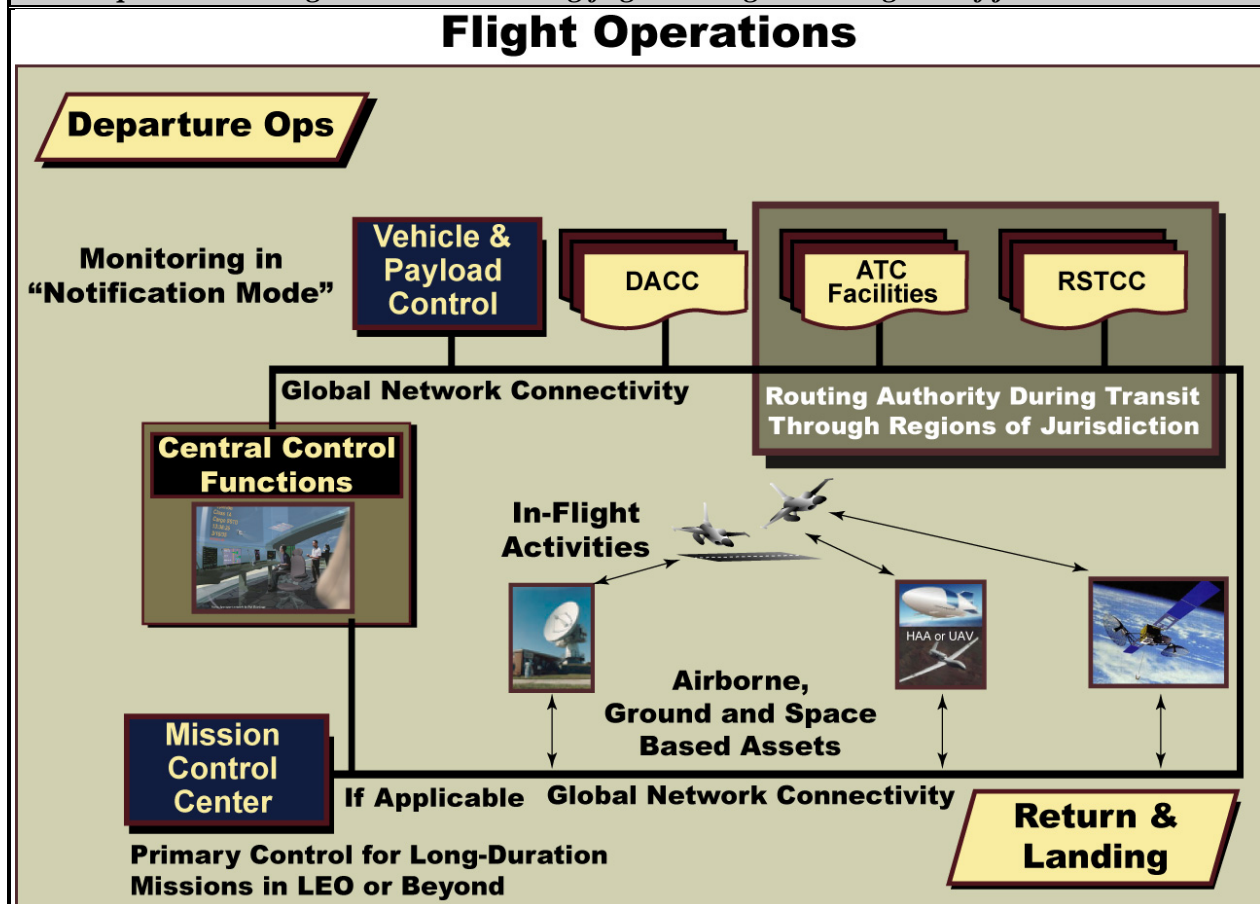 Flight Operations
Departure Ops
Monitoring in
“Notification Mode”
Vehicle &
Payload
Control
DACC
ATC
Facilities
RSTCC
Global Network Connectivity
Routing Authority During Transit
Through Regions of Jurisdiction
Central Control
Functions
In-Flight
Activities
HAA or UAV
Airborne,
Ground and Space
Based Assets
Mission
Control
Center
If Applicable
Global Network Connectivity
Primary Control for Long-Duration
Missions in LEO or Beyond
Return &
Landing